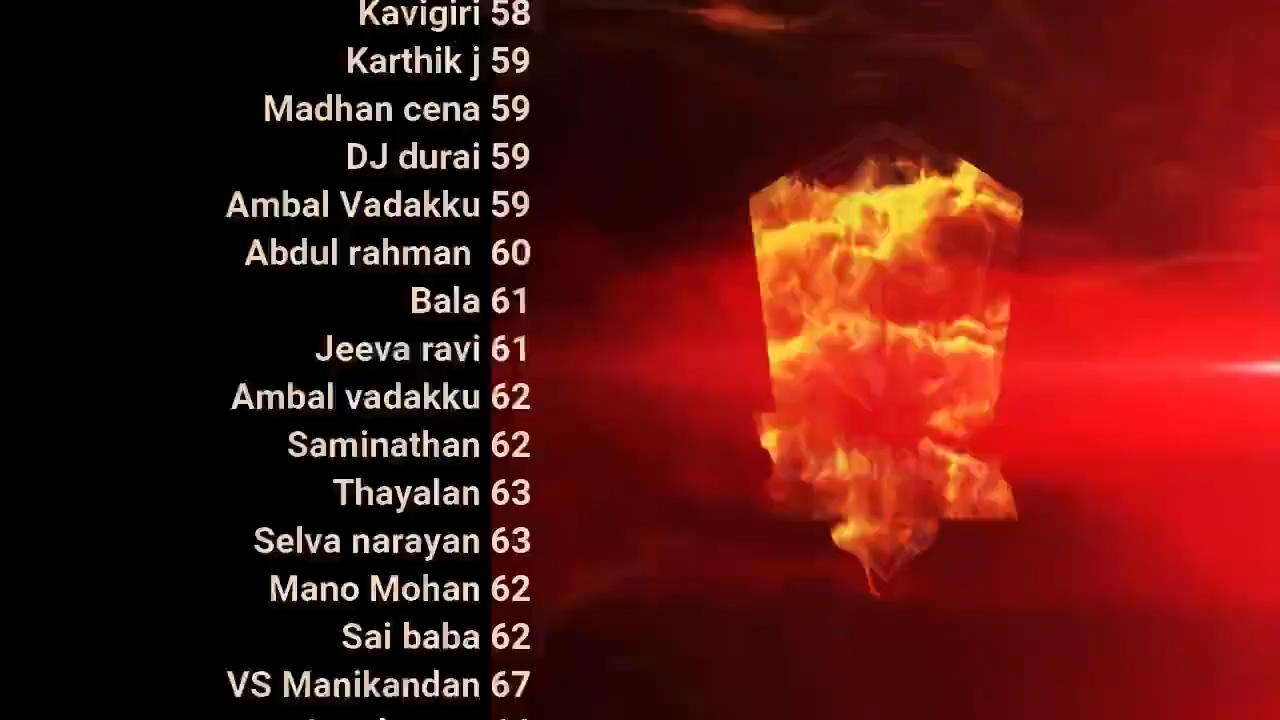 Kavigiri 58
Karthik j 59
Madhan cena 59
DJ durai 59
Ambal Vadakku 59
Abdul rahman 60
Bala 61
Jeeva ravi 61
Ambal vadakku 62
Saminathan 62
Thayalan 63
Selva narayan 63
Mano Mohan 62
Sai baba 62
VS Manikandan 67